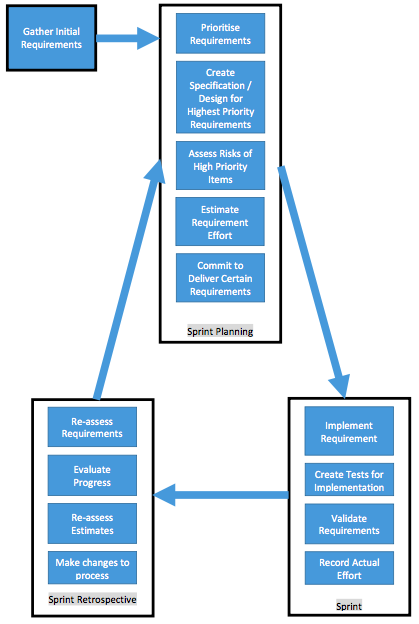 Gather Initial
Requirements
Prioritise
Requirements
Create
Specification /
Design for
Highest Priority
Requirements
Assess Risks of
High Priority
Items
Estimate
Requirement
Effort
Commit to
Deliver Certain
Requirements
Sprint Planning
Implement
Requirement
Create Tests for
Implementation
Validate
Requirements
Record Actual
Effort
Sprint
Re-assess
Requirements
Evaluate
Progress
Re-assess
Estimates
Make changes to
process
Sprint Retrospective